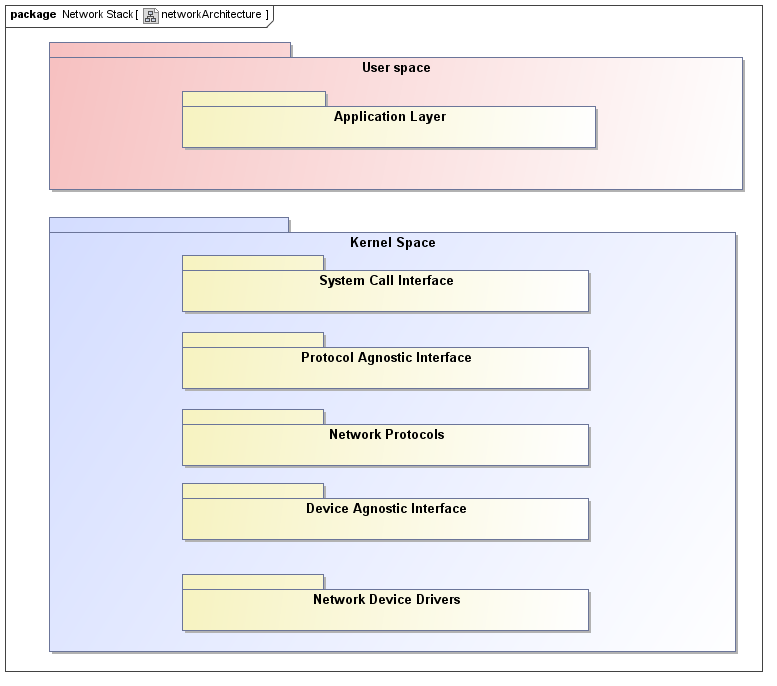 package Network Stack [ networkArchitecture ]
User space
Application Layer
Kernel Space
System Call Interface
Protocol Agnostic Interface
Network Protocols
Device Agnostic Interface
Network Device Drivers